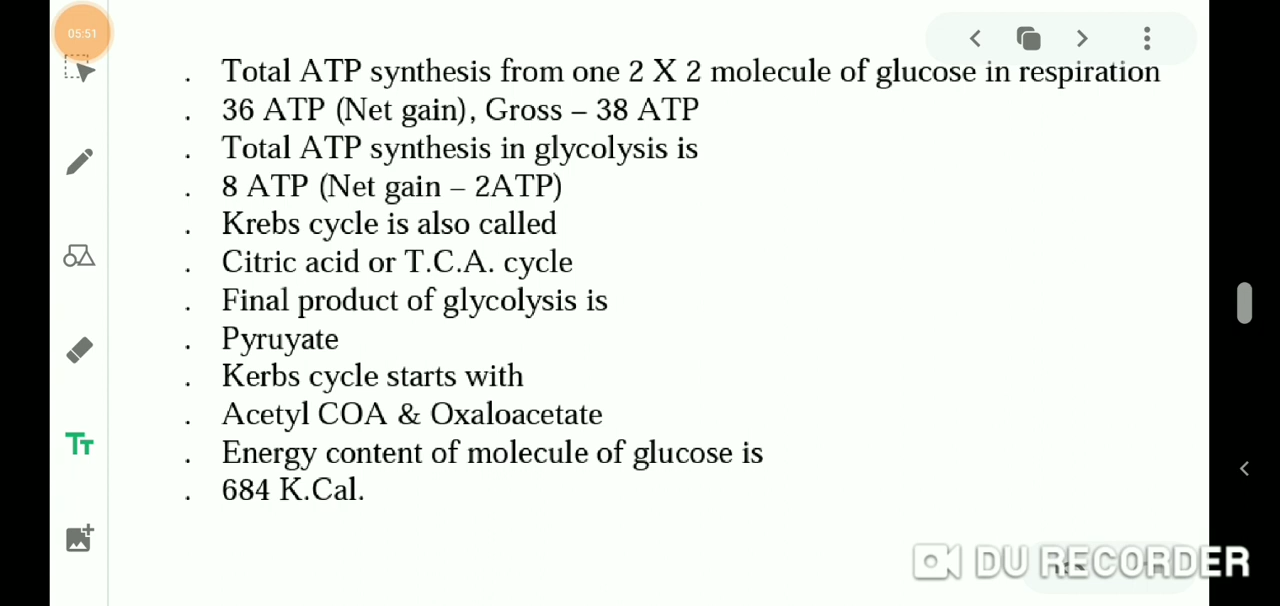 05:51
. Total ATP synthesis from one 2 X 2 molecule of glucose in respiration
. 36 ATP (Net gain), Gross – 38 ATP
. Total ATP synthesis in glycolysis is
. 8 ATP (Net gain – 2ATP)
. Krebs cycle is also called
. Citric acid or T.C.A. cycle
. Final product of glycolysis is
. Pyruyate
. Kerbs cycle starts with
. Acetyl COA & Oxaloacetate
. Energy content of molecule of glucose is
. 684 K.Cal.
TT
DU RECORDER